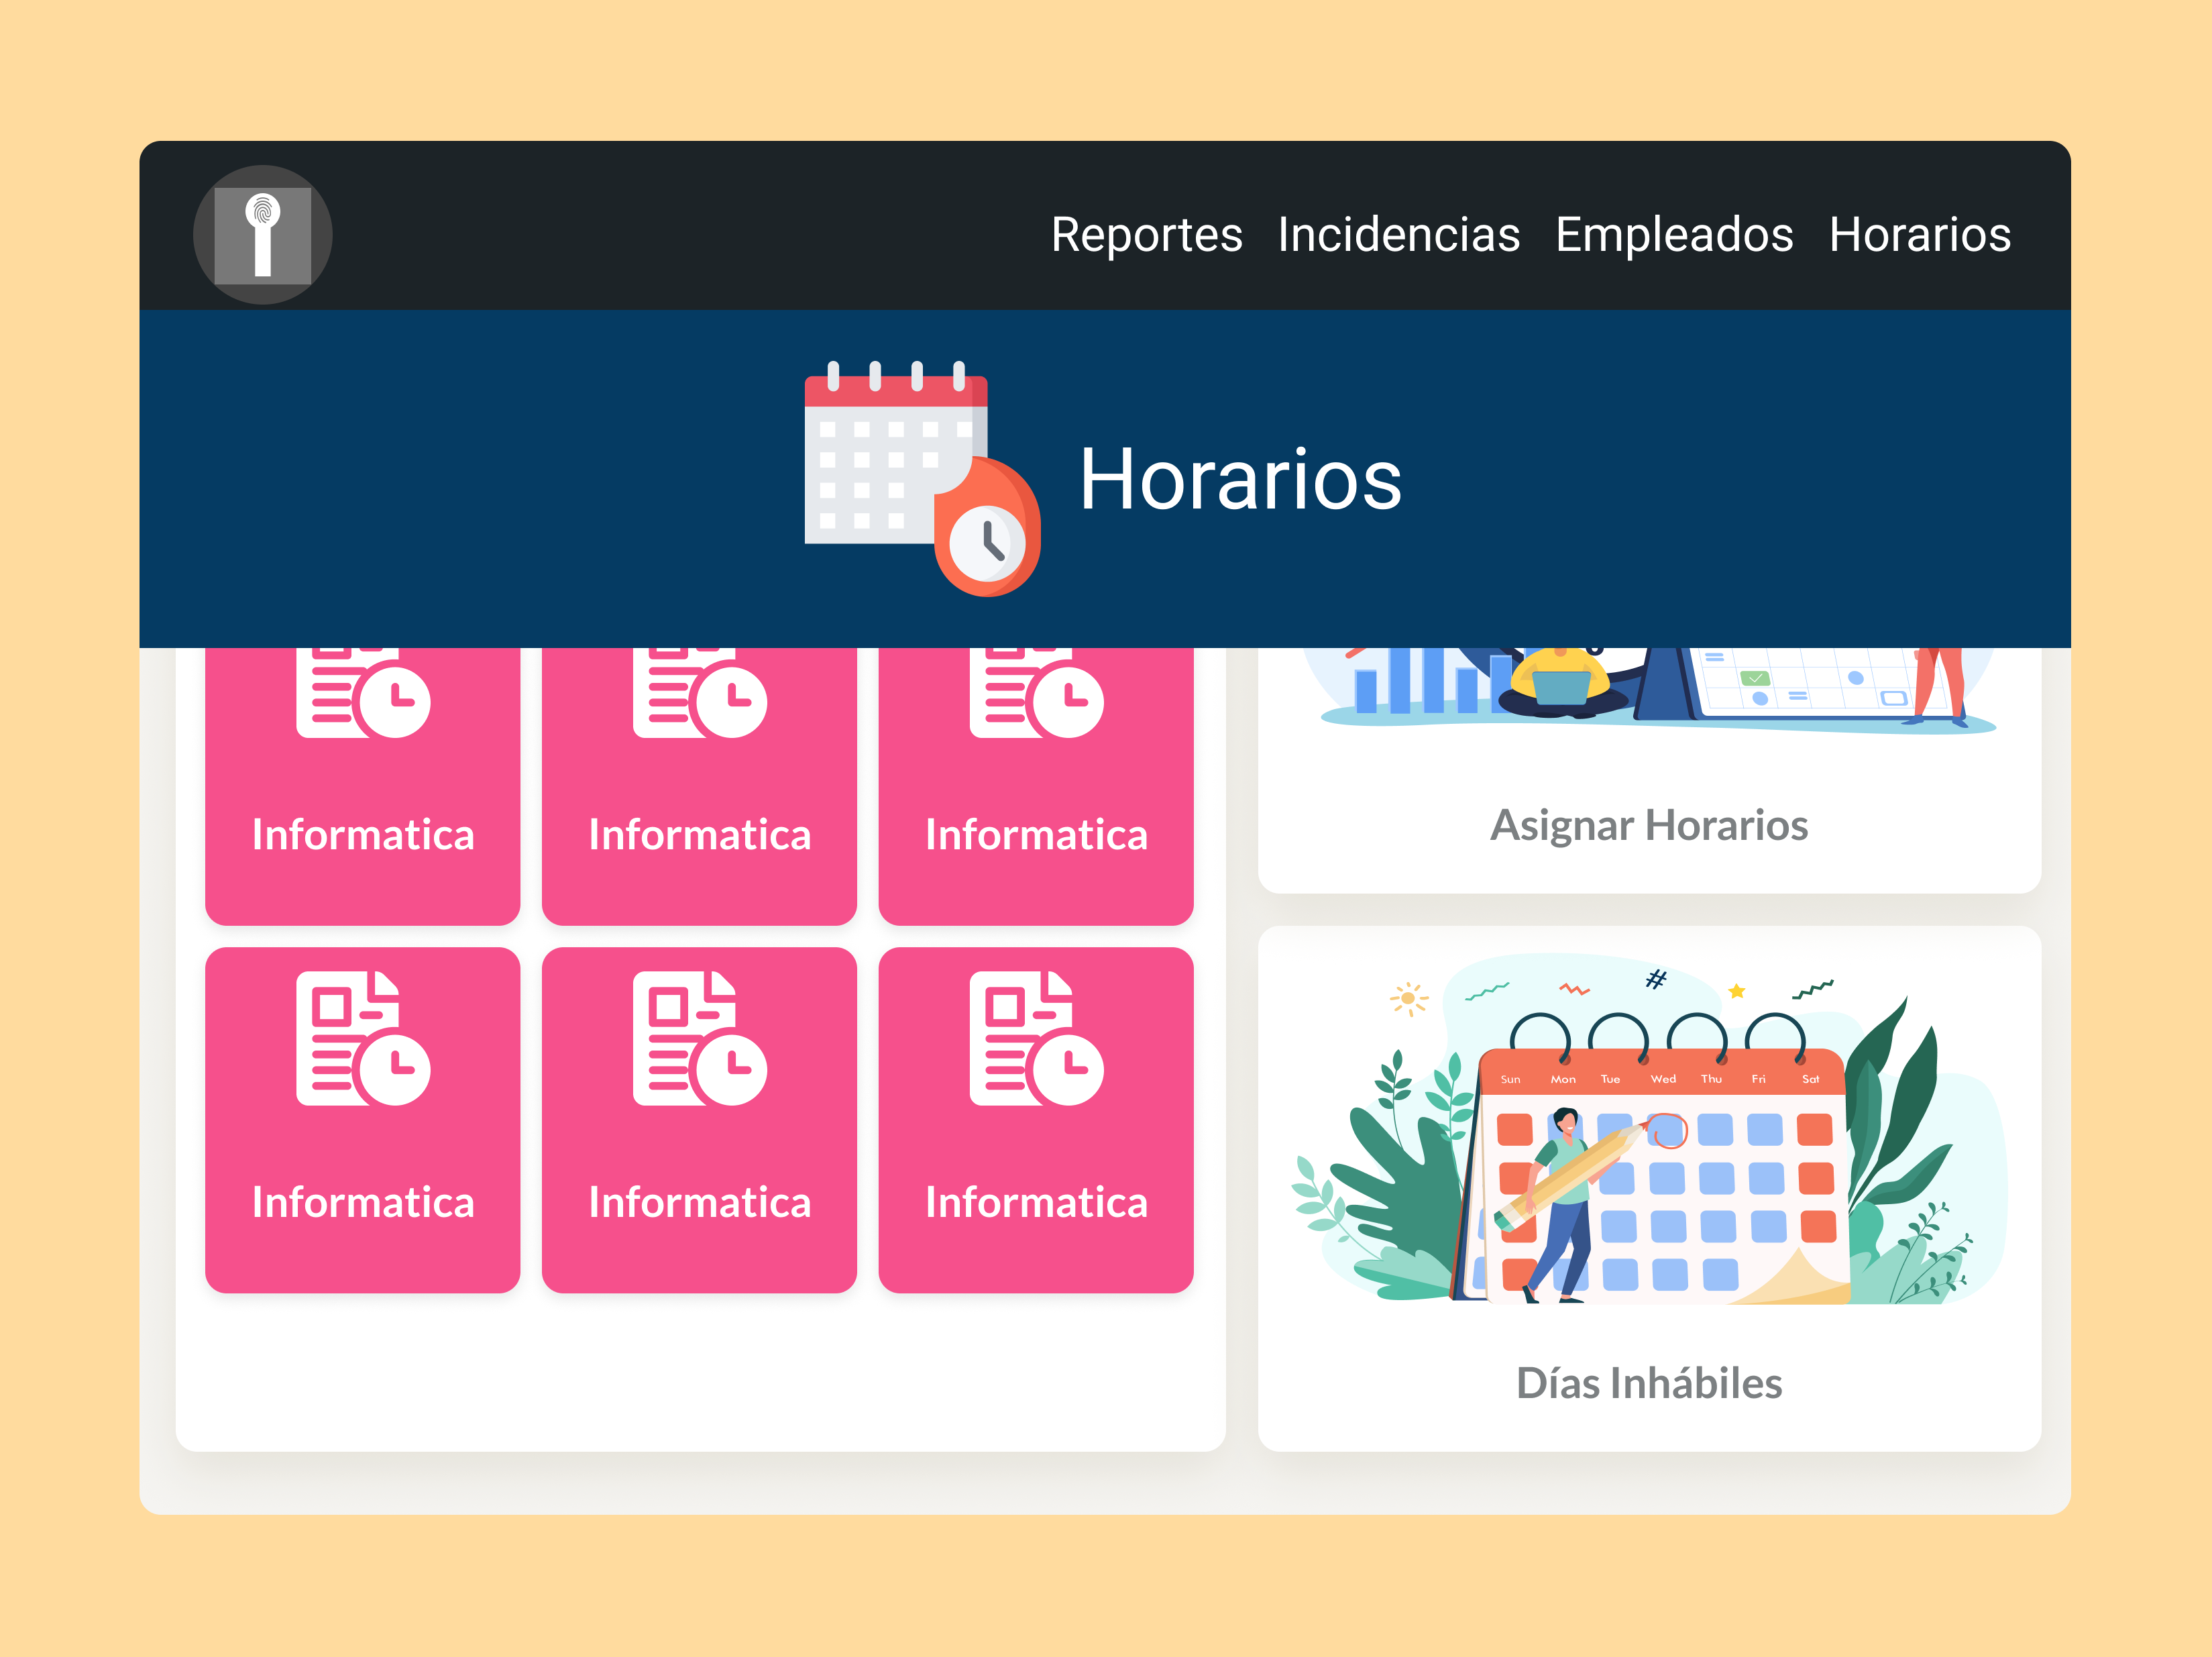 Reportes Incidencias Empleados Horarios
Horarios
Informatica Informatica Informatica
Informatica Informatica Informatica
Asignar Horarios
#
Sun Mon Tue Wed Thu Fri Sat
Días Inhábiles